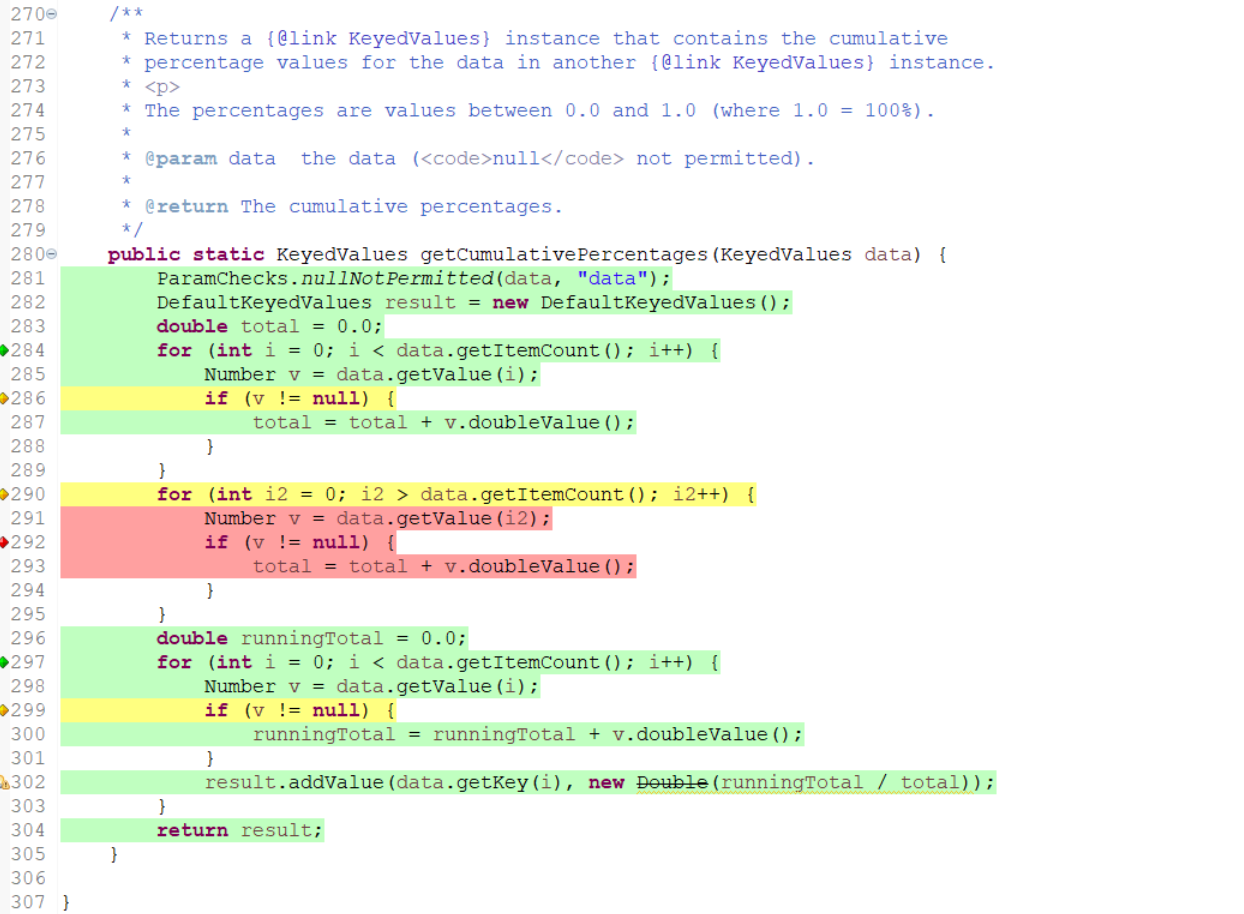 270    /**
271     * Returns a {@link KeyedValues} instance that contains the cumulative
272     * percentage values for the data in another {@link KeyedValues} instance.
273     * <p>
274     * The percentages are values between 0.0 and 1.0 (where 1.0 = 100%).
275     *
276     * @param data  the data (<code>null</code> not permitted).
277     *
278     * @return The cumulative percentages.
279     */
280    public static KeyedValues getCumulativePercentages(KeyedValues data) {
281        ParamChecks.nullNotPermitted(data, "data");
282        DefaultKeyedValues result = new DefaultKeyedValues();
283        double total = 0.0;
284        for (int i = 0; i < data.getItemCount(); i++) {
285            Number v = data.getValue(i);
286            if (v != null) {
287                total = total + v.doubleValue();
288            }
289        }
290        for (int i2 = 0; i2 > data.getItemCount(); i2++) {
291            Number v = data.getValue(i2);
292            if (v != null) {
293                total = total + v.doubleValue();
294            }
295        }
296        double runningTotal = 0.0;
297        for (int i = 0; i < data.getItemCount(); i++) {
298            Number v = data.getValue(i);
299            if (v != null) {
300                runningTotal = runningTotal + v.doubleValue();
301            }
302            result.addValue(data.getKey(i), new Double(runningTotal / total));
303        }
304        return result;
305    }
306
307 }